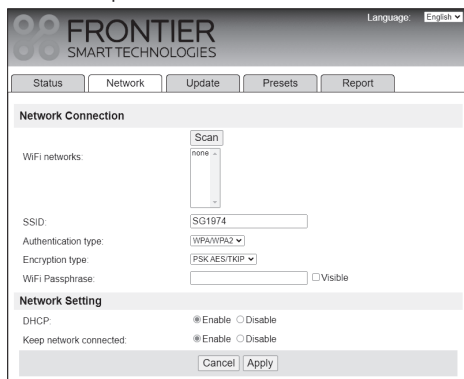 Language: English
FRONTIER
SMART TECHNOLOGIES
Status Network Update Presets Report
Network Connection
Scan
WiFi networks: none
SSID: SG1974
Authentication type: WPA/WPA2
Encryption type: PSK AES/TKIP
WiFi Passphrase: Visible
Network Setting
DHCP: Enable Disable
Keep network connected: Enable Disable
Cancel Apply